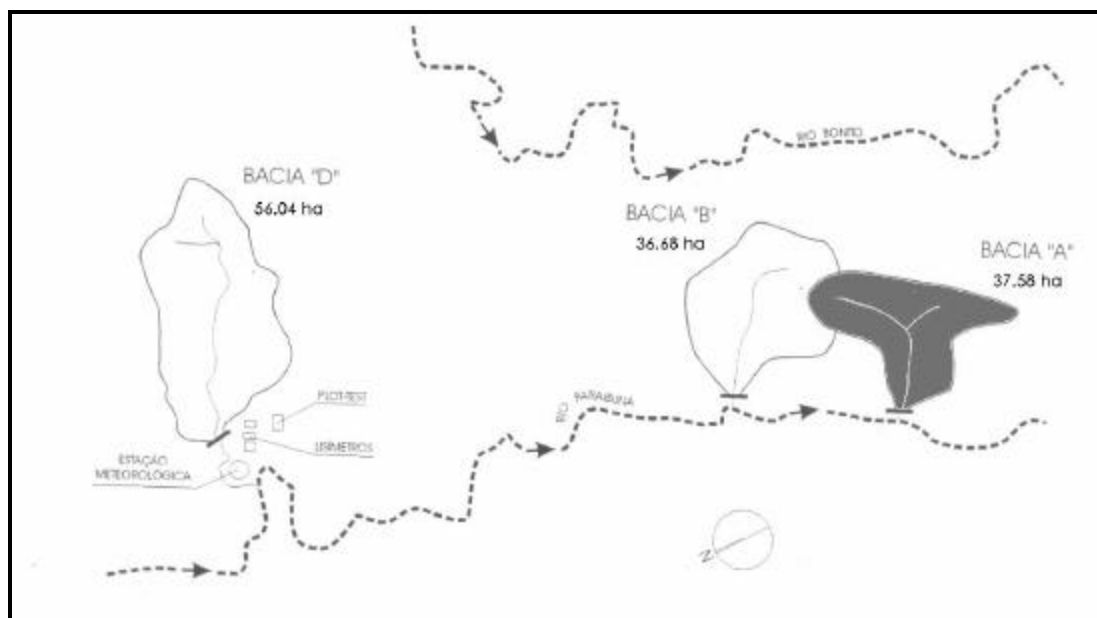 RIO BONITO
BACIA "D"
56.04 ha
BACIA "B"
36.68 ha
BACIA "A"
37.58 ha
RIO PARAIBUNA
PLOT-TEST
LISÍMETROS
ESTAÇÃO
METEOROLÓGICA
N